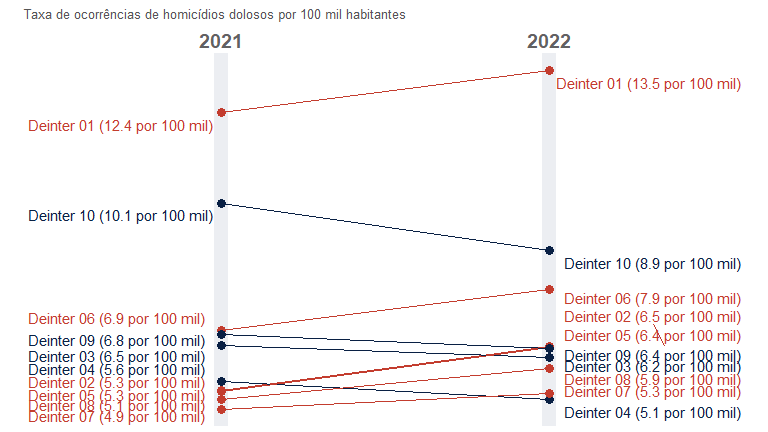 Taxa de ocorrências de homicídios dolosos por 100 mil habitantes
2021
2022
Deinter 01 (12.4 por 100 mil)
Deinter 10 (10.1 por 100 mil)
Deinter 06 (6.9 por 100 mil)
Deinter 09 (6.8 por 100 mil)
Deinter 03 (6.5 por 100 mil)
Deinter 04 (5.6 por 100 mil)
Deinter 02 (5.3 por 100 mil)
Deinter 05 (5.3 por 100 mil)
Deinter 08 (5.1 por 100 mil)
Deinter 07 (4.9 por 100 mil)
Deinter 01 (13.5 por 100 mil)
Deinter 10 (8.9 por 100 mil)
Deinter 06 (7.9 por 100 mil)
Deinter 02 (6.5 por 100 mil)
Deinter 05 (6.4 por 100 mil)
Deinter 09 (6.4 por 100 mil)
Deinter 03 (6.2 por 100 mil)
Deinter 08 (5.9 por 100 mil)
Deinter 07 (5.3 por 100 mil)
Deinter 04 (5.1 por 100 mil)